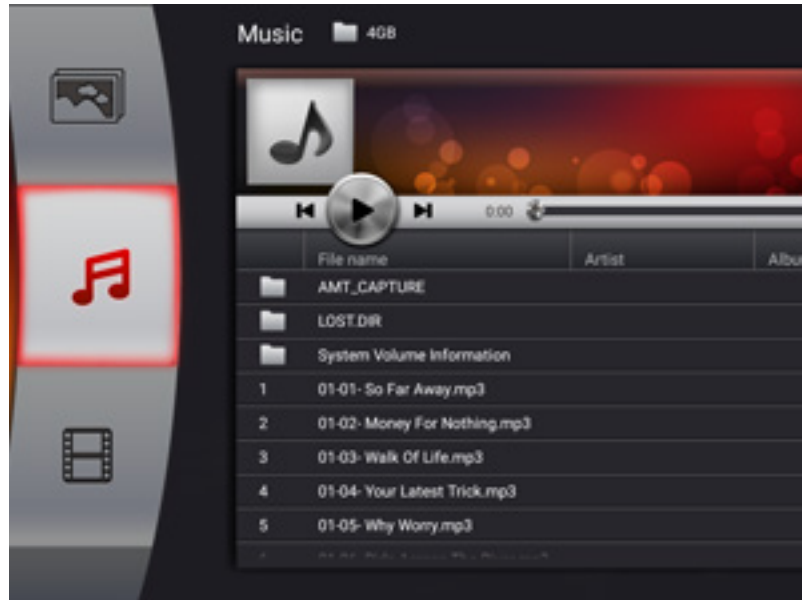 Music 4GB
0:00
File name Artist Albu
AMT_CAPTURE
LOST.DIR
System Volume Information
1 01-01- So Far Away.mp3
2 01-02- Money For Nothing.mp3
3 01-03- Walk Of Life.mp3
4 01-04- Your Latest Trick.mp3
5 01-05- Why Worry.mp3